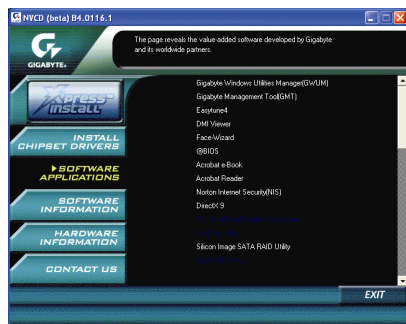 NVCD (beta) B4.0116.1
The page reveals the value-added software developed by Gigabyte
and its worldwide partners.
G
GIGABYTE
Xpress-
Install
INSTALL
CHIPSET DRIVERS
SOFTWARE
APPLICATIONS
SOFTWARE
INFORMATION
HARDWARE
INFORMATION
CONTACT US
Gigabyte Windows Utilities Manager(GWUM)
Gigabyte Management Tool(GMT)
Easytune4
DMI Viewer
Face-Wizard
@BIOS
Acrobat e-Book
Acrobat Reader
Norton Internet Security(NIS)
DirectX 9
Silicon Image SATA RAID Utility
EXIT